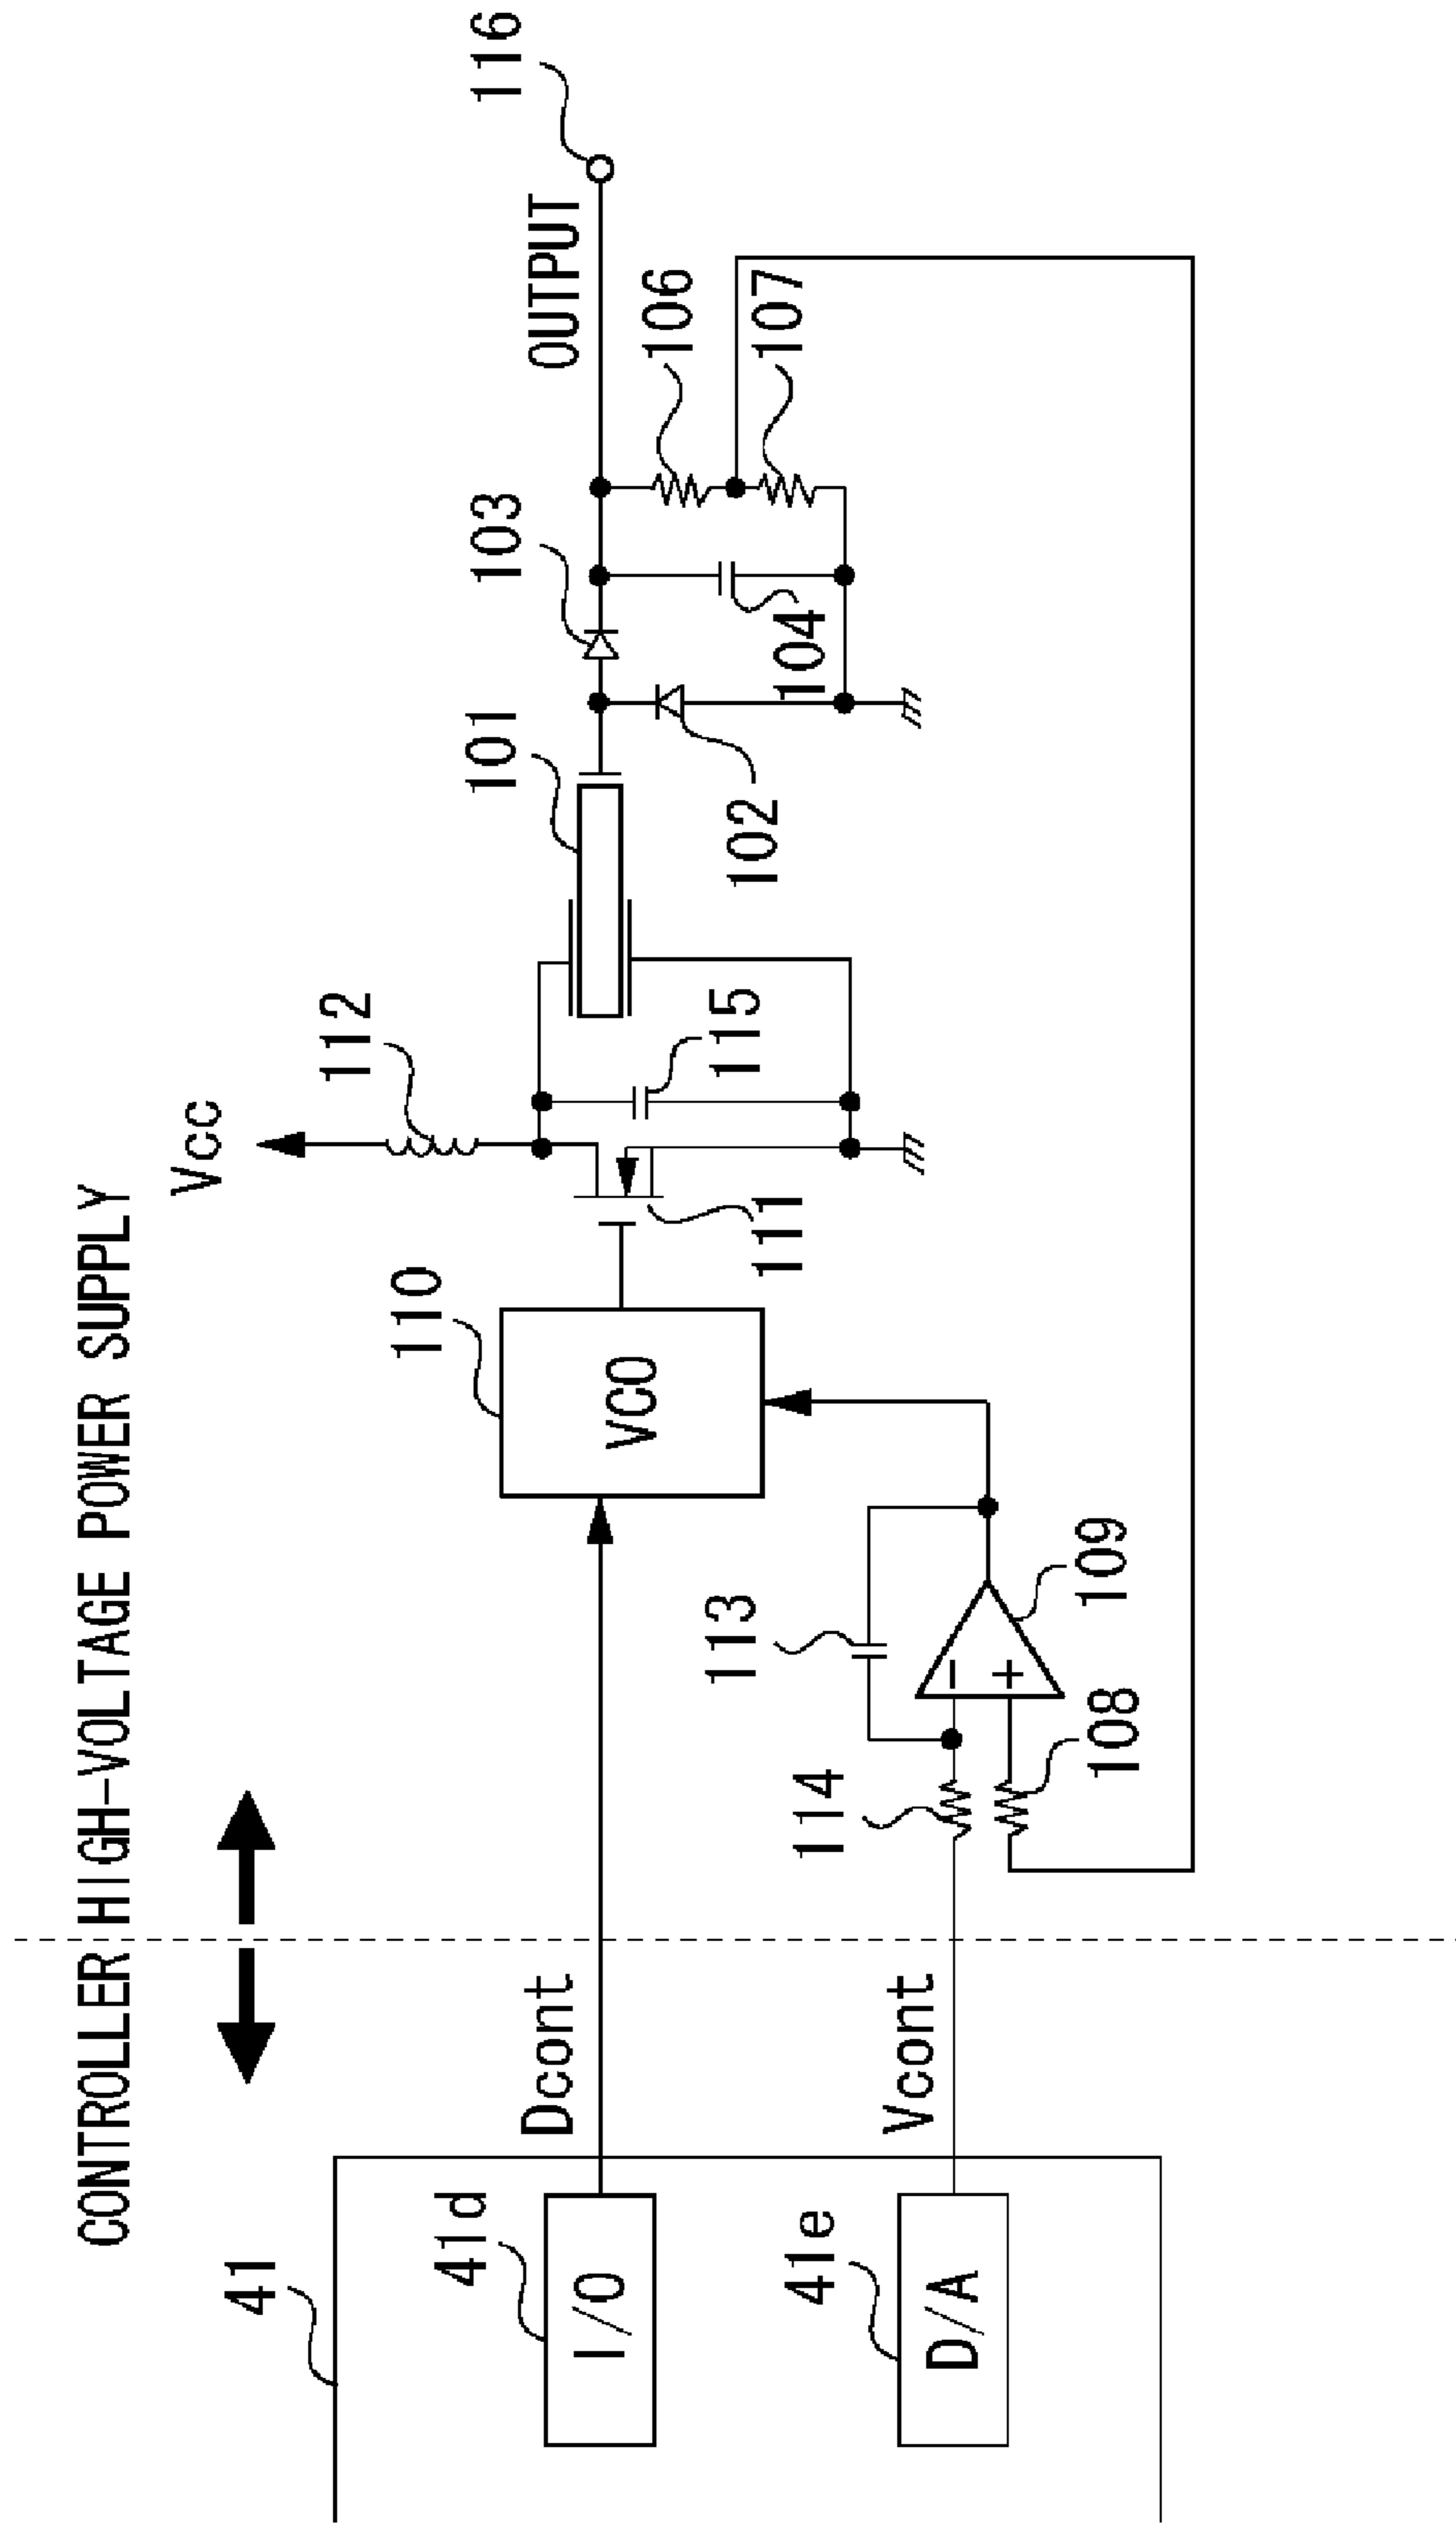 CONTROLLER HIGH-VOLTAGE POWER SUPPLY
Vcc
41
112
110
101
103
116
OUTPUT
41d
Dcont
I/O
VCO
106
115
102
104
107
111
113
114
41e
Vcont
D/A
-
+
108
109